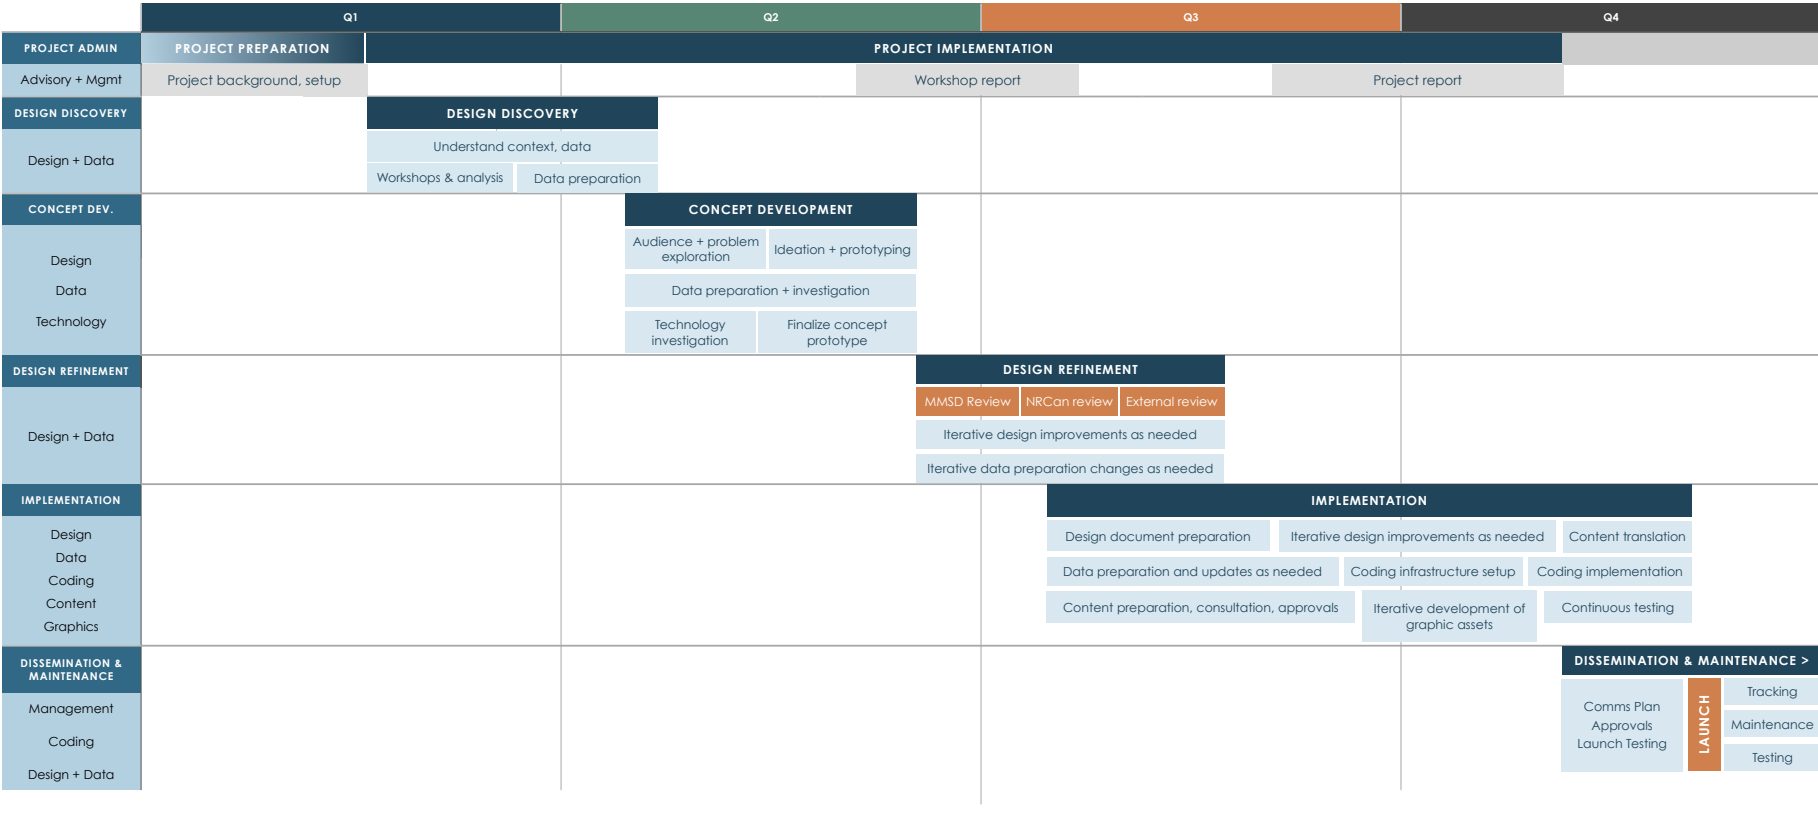 Q1
Q2
Q3
Q4
PROJECT ADMIN
PROJECT PREPARATION
PROJECT IMPLEMENTATION
Advisory + Mgmt
Project background, setup
Workshop report
Project report
DESIGN DISCOVERY
DESIGN DISCOVERY
Design + Data
Understand context, data
Workshops & analysis
Data preparation
CONCEPT DEV.
CONCEPT DEVELOPMENT
Design
Data
Technology
Audience + problem
exploration
Ideation + prototyping
Data preparation + investigation
Technology
investigation
Finalize concept
prototype
DESIGN REFINEMENT
DESIGN REFINEMENT
Design + Data
MMSD Review
NRCan review
External review
Iterative design improvements as needed
Iterative data preparation changes as needed
IMPLEMENTATION
IMPLEMENTATION
Design
Data
Coding
Content
Graphics
Design document preparation
Iterative design improvements as needed
Content translation
Data preparation and updates as needed
Coding infrastructure setup
Coding implementation
Content preparation, consultation, approvals
Iterative development of
graphic assets
Continuous testing
DISSEMINATION &
MAINTENANCE
DISSEMINATION & MAINTENANCE >
Management
Coding
Design + Data
Comms Plan
Approvals
Launch Testing
LAUNCH
Tracking
Maintenance
Testing